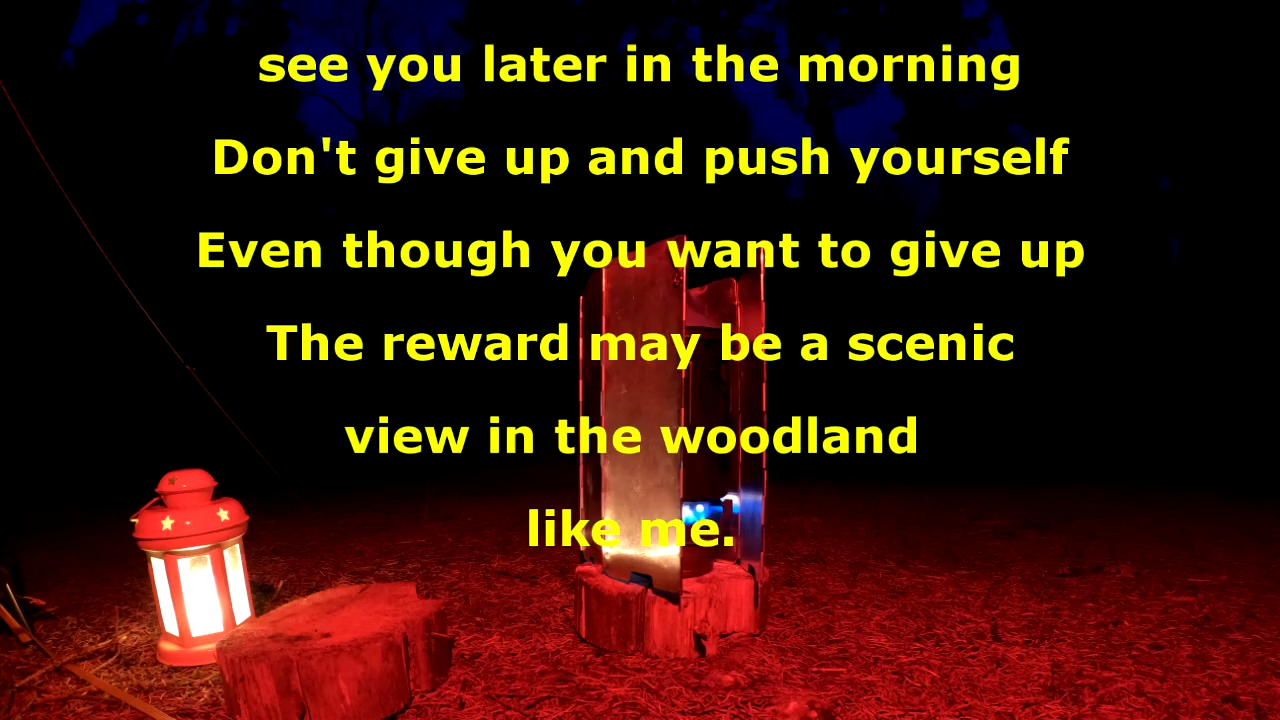 see you later in the morning
Don't give up and push yourself
Even though you want to give up
The reward may be a scenic
view in the woodland
like me.